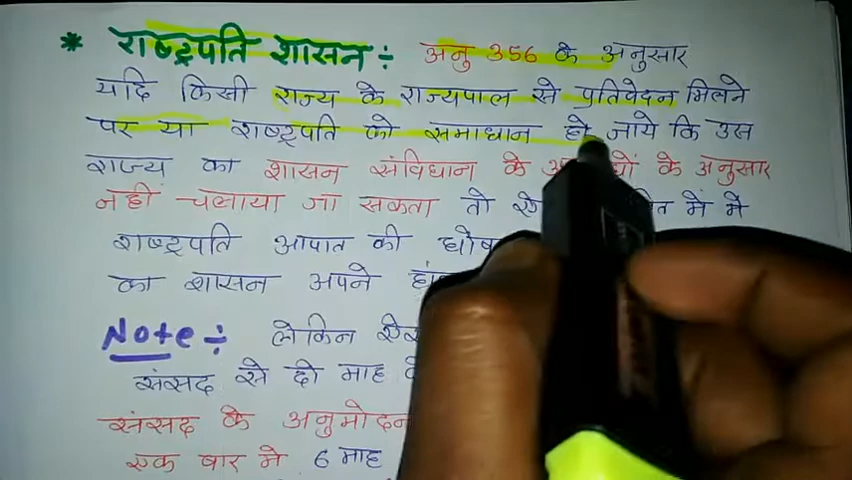 * राष्ट्रपति शासन ÷ अनु 356 के अनुसार
यदि किसी राज्य के राज्यपाल से प्रतिवेदन मिलने
पर या राष्ट्रपति को समाधान हो जाये कि उस
राज्य का शासन संविधान के के अनुसार
नहीं चलाया जा सकता तो में मे
राष्ट्रपति आपात की
का शासन अपने
Note ÷ लेकिन
संसद से दो माह
संसद के अनुमोदन
एक बार मे 6 माह